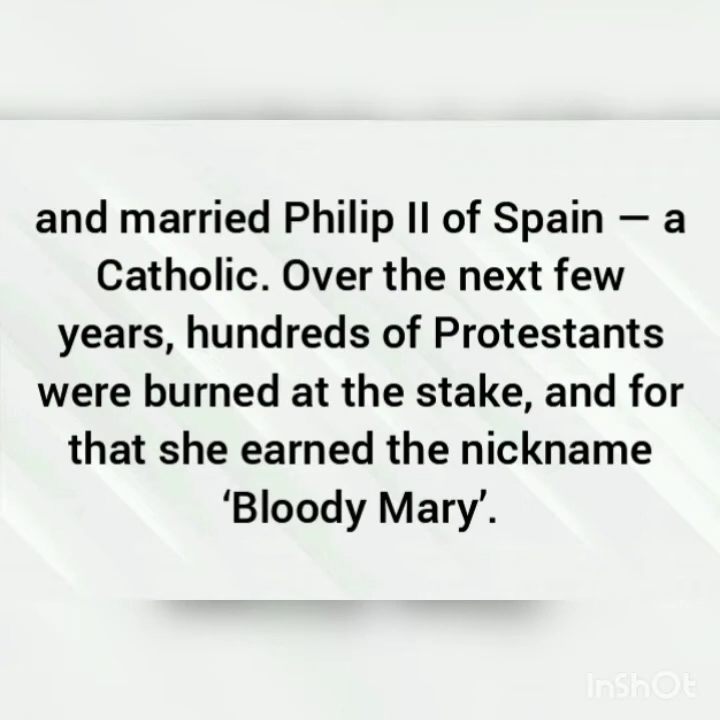 and married Philip II of Spain — a
Catholic. Over the next few
years, hundreds of Protestants
were burned at the stake, and for
that she earned the nickname
‘Bloody Mary’.
InShOt